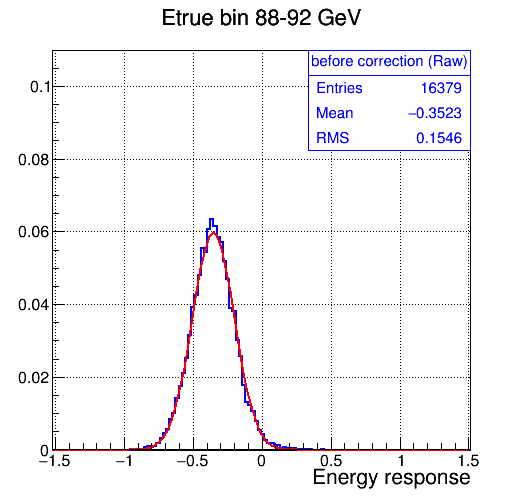 Etrue bin 88-92 GeV
before correction (Raw)
Entries 16379
Mean −0.3523
RMS 0.1546
0.1
0.08
0.06
0.04
0.02
0
−1.5 −1 −0.5 0 0.5 1 1.5
Energy response